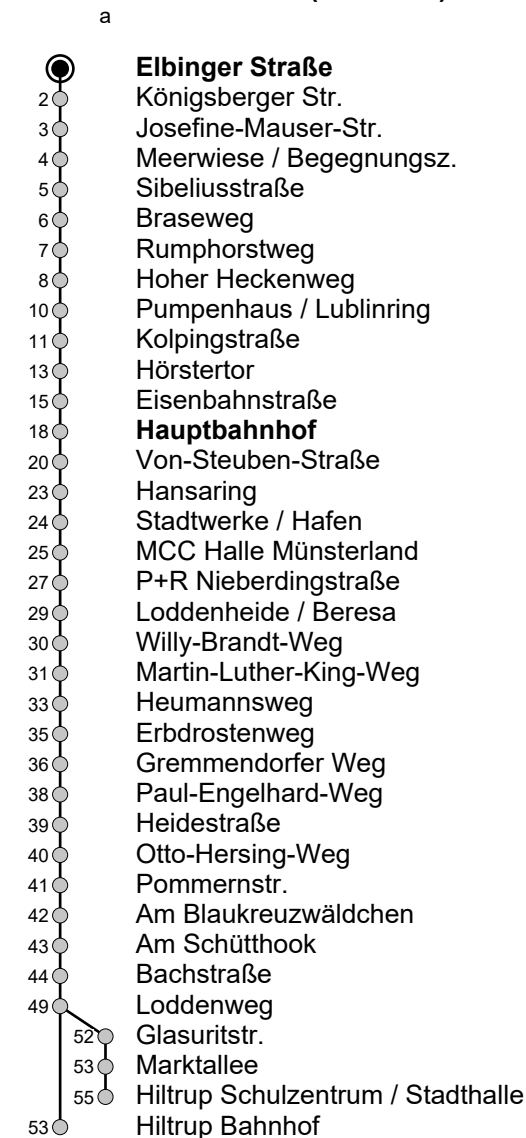 a
Elbinger Straße
2 Königsberger Str.
3 Josefine-Mauser-Str.
4 Meerwiese / Begegnungsz.
5 Sibeliusstraße
6 Braseweg
7 Rumphorstweg
8 Hoher Heckenweg
10 Pumpenhaus / Lublinring
11 Kolpingstraße
13 Hörstertor
15 Eisenbahnstraße
18 Hauptbahnhof
20 Von-Steuben-Straße
23 Hansaring
24 Stadtwerke / Hafen
25 MCC Halle Münsterland
27 P+R Nieberdingstraße
29 Loddenheide / Beresa
30 Willy-Brandt-Weg
31 Martin-Luther-King-Weg
33 Heumannsweg
35 Erbdrostenweg
36 Gremmendorfer Weg
38 Paul-Engelhard-Weg
39 Heidestraße
40 Otto-Hersing-Weg
41 Pommernstr.
42 Am Blaukreuzwäldchen
43 Am Schütthook
44 Bachstraße
49 Loddenweg
52 Glasuritstr.
53 Marktallee
55 Hiltrup Schulzentrum / Stadthalle
53 Hiltrup Bahnhof